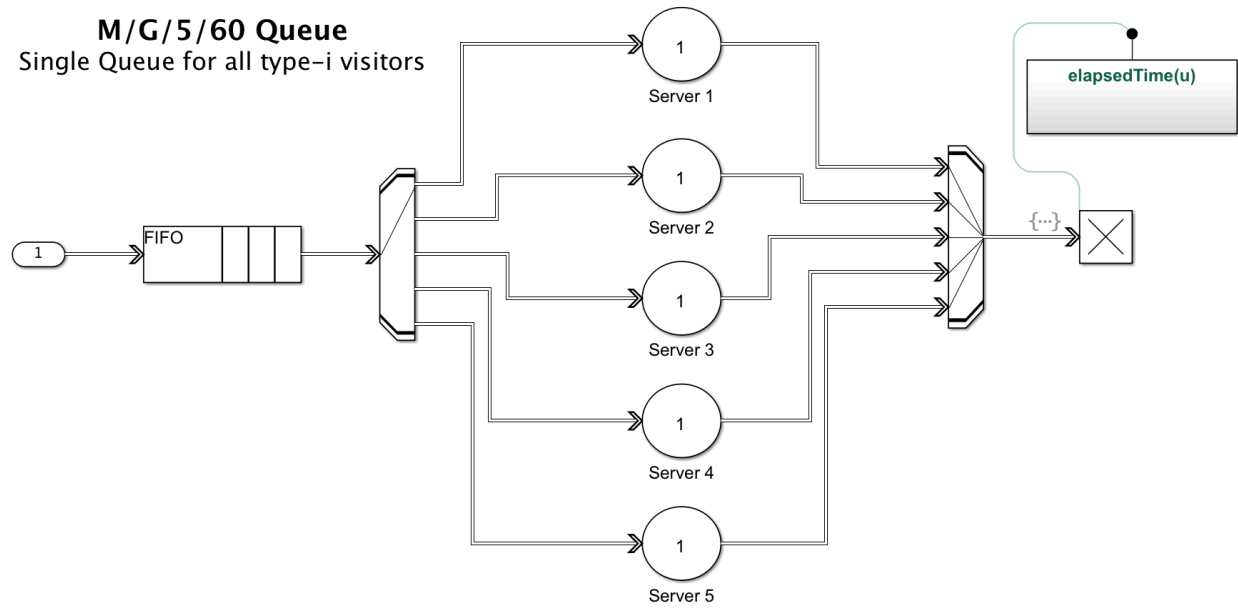 M/G/5/60 Queue
Single Queue for all type-i visitors
elapsedTime(u)
1
FIFO
1
Server 1
1
Server 2
1
Server 3
1
Server 4
1
Server 5
{...}